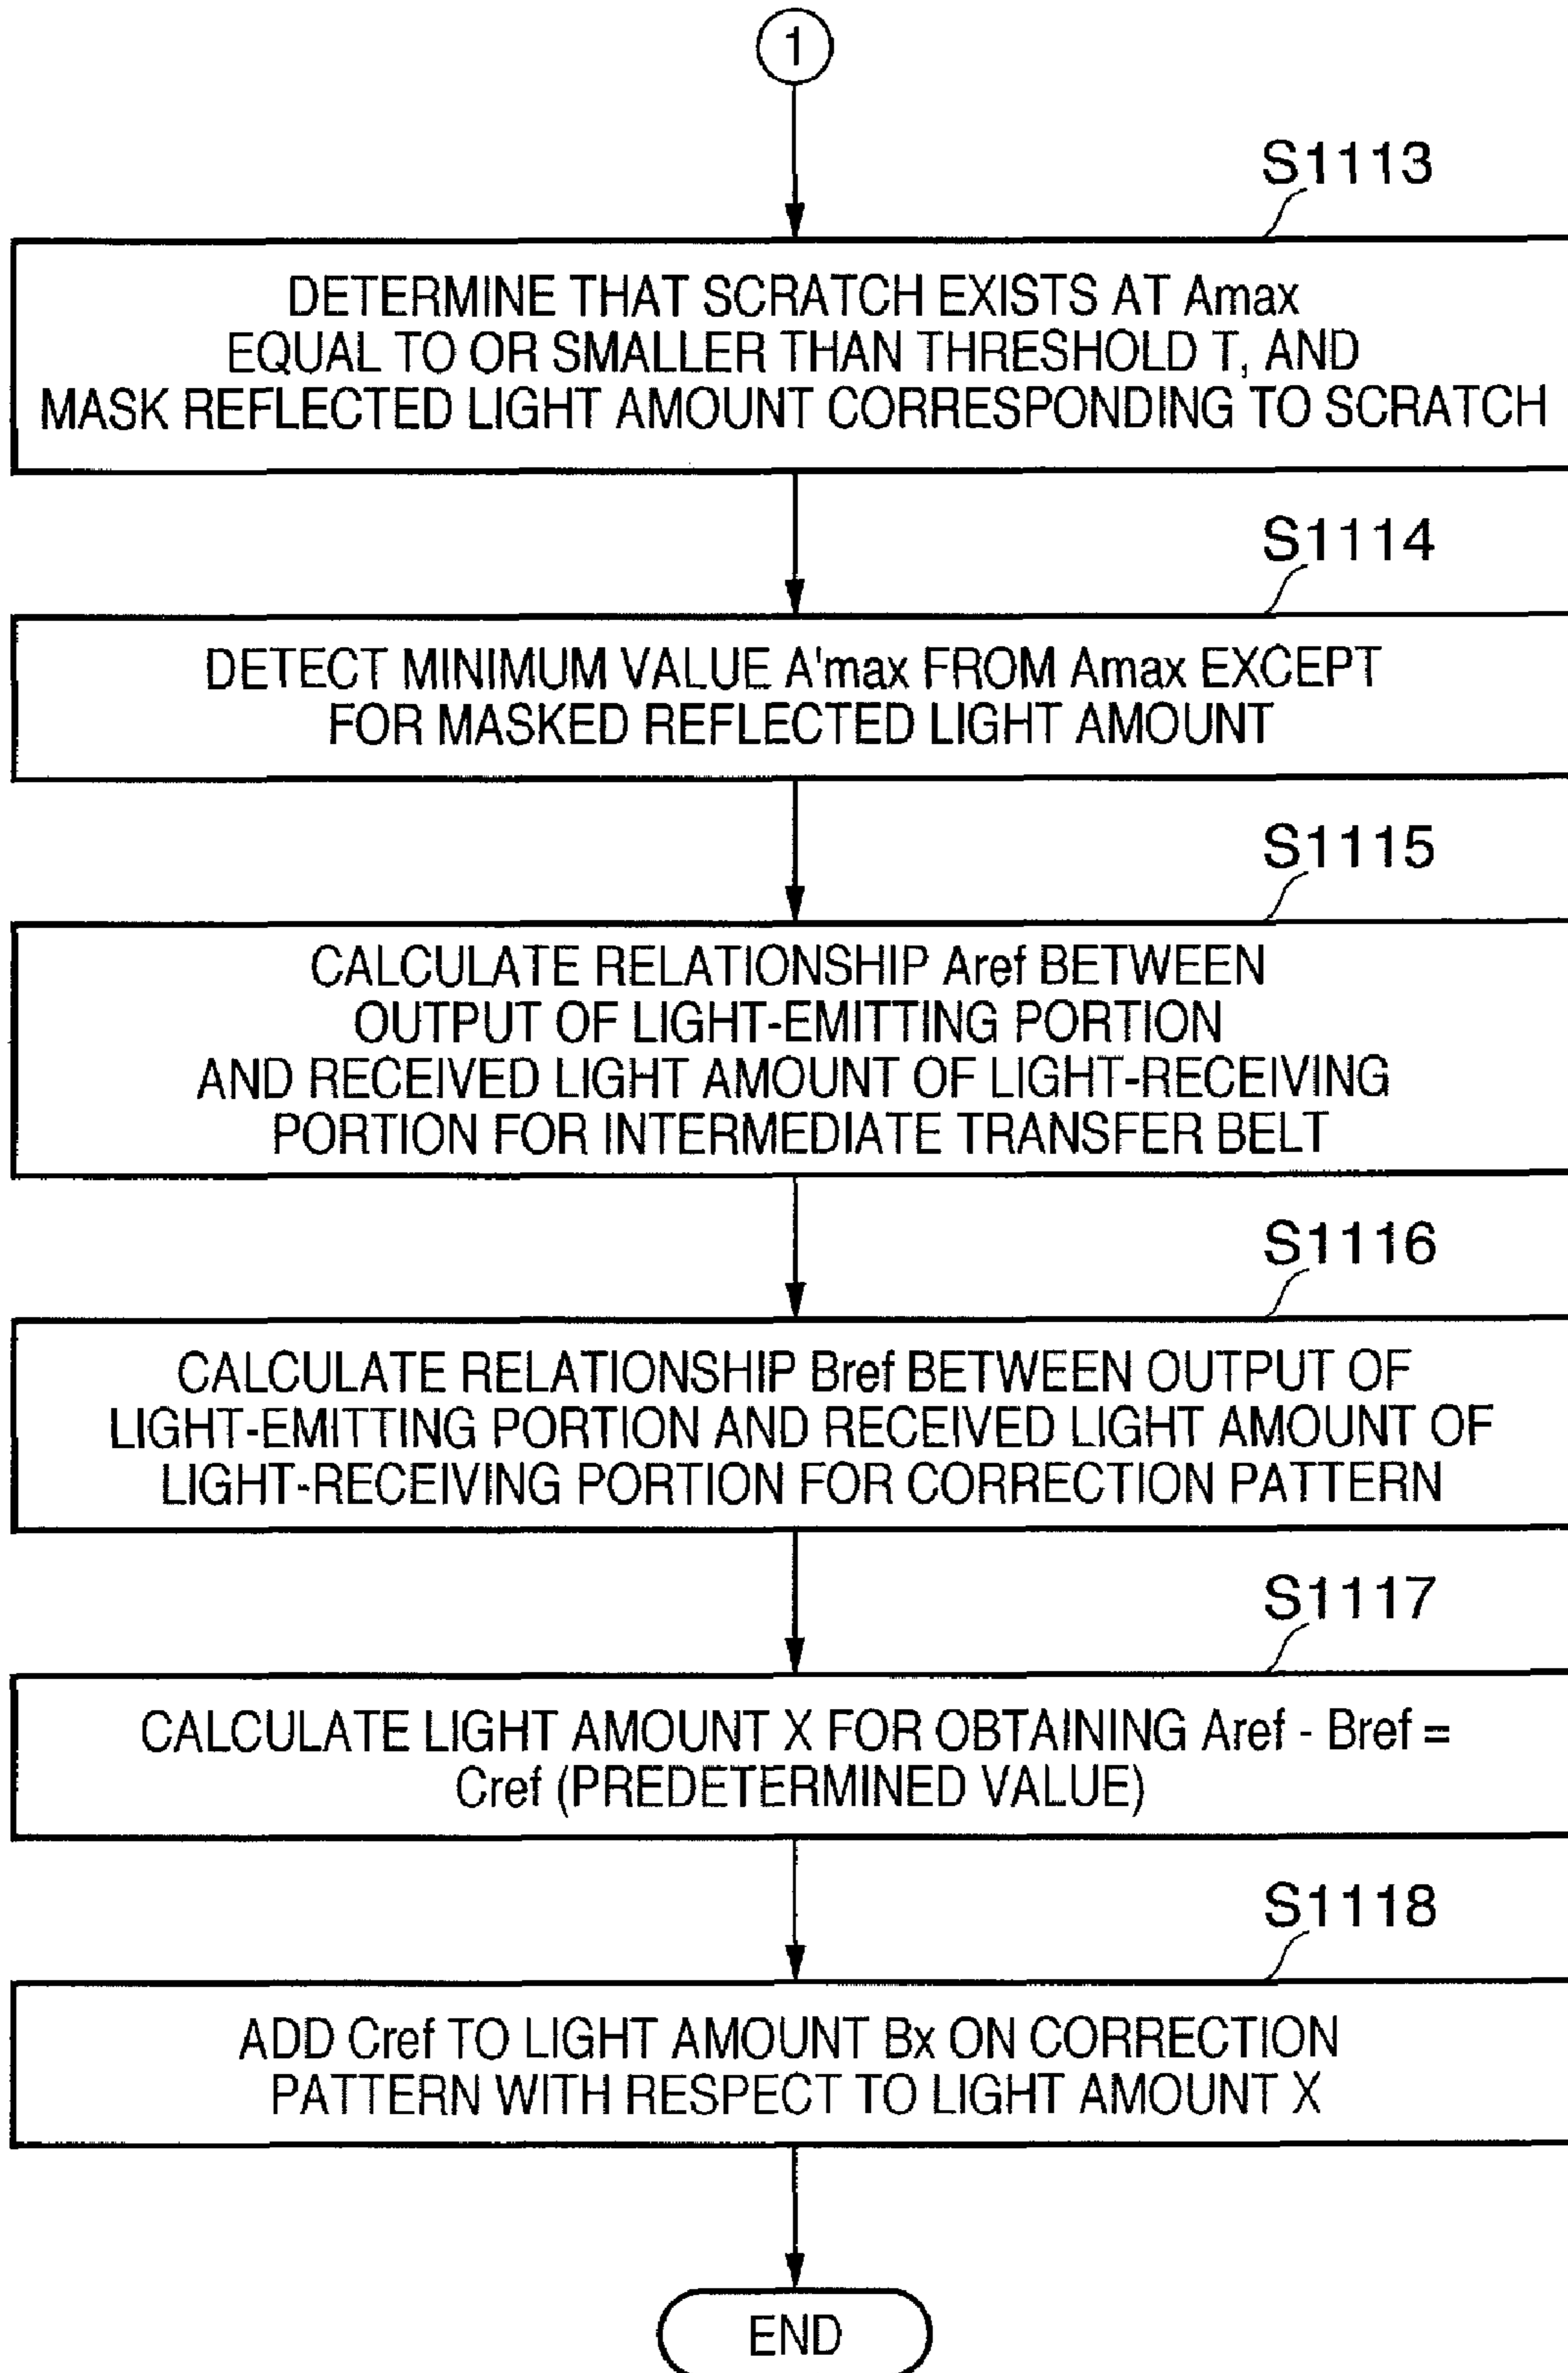 1
S1113
DETERMINE THAT SCRATCH EXISTS AT Amax
EQUAL TO OR SMALLER THAN THRESHOLD T, AND
MASK REFLECTED LIGHT AMOUNT CORRESPONDING TO SCRATCH
S1114
DETECT MINIMUM VALUE A'max FROM Amax EXCEPT
FOR MASKED REFLECTED LIGHT AMOUNT
S1115
CALCULATE RELATIONSHIP Aref BETWEEN
OUTPUT OF LIGHT-EMITTING PORTION
AND RECEIVED LIGHT AMOUNT OF LIGHT-RECEIVING
PORTION FOR INTERMEDIATE TRANSFER BELT
S1116
CALCULATE RELATIONSHIP Bref BETWEEN OUTPUT OF
LIGHT-EMITTING PORTION AND RECEIVED LIGHT AMOUNT OF
LIGHT-RECEIVING PORTION FOR CORRECTION PATTERN
S1117
CALCULATE LIGHT AMOUNT X FOR OBTAINING Aref - Bref =
Cref (PREDETERMINED VALUE)
S1118
ADD Cref TO LIGHT AMOUNT Bx ON CORRECTION
PATTERN WITH RESPECT TO LIGHT AMOUNT X
END